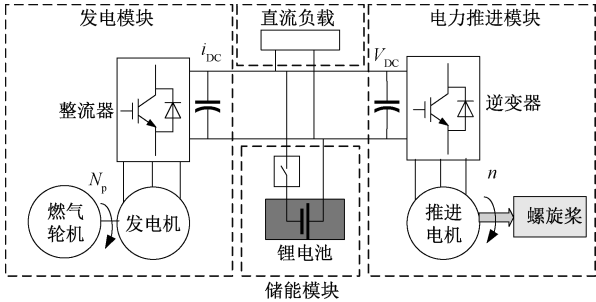 发电模块
直流负载
电力推进模块
i_DC
V_DC
整流器
逆变器
N_p
n
燃气
轮机
发电机
推进
电机
螺旋桨
锂电池
储能模块